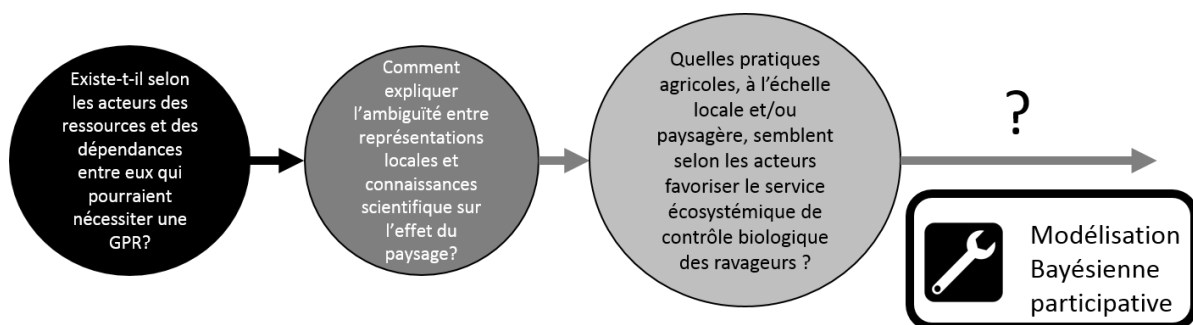 Existe-t-il selon
les acteurs des
ressources et des
dépendances
entre eux qui
pourraient
nécessiter une
GPR?
Comment
expliquer
l'ambiguïté entre
représentations
locales et
connaissances
scientifique sur
l'effet du
paysage?
Quelles pratiques
agricoles, à l'échelle
locale et/ou
paysagère, semblent
selon les acteurs
favoriser le service
écosystémique de
contrôle biologique
des ravageurs ?
?
Modélisation
Bayésienne
participative